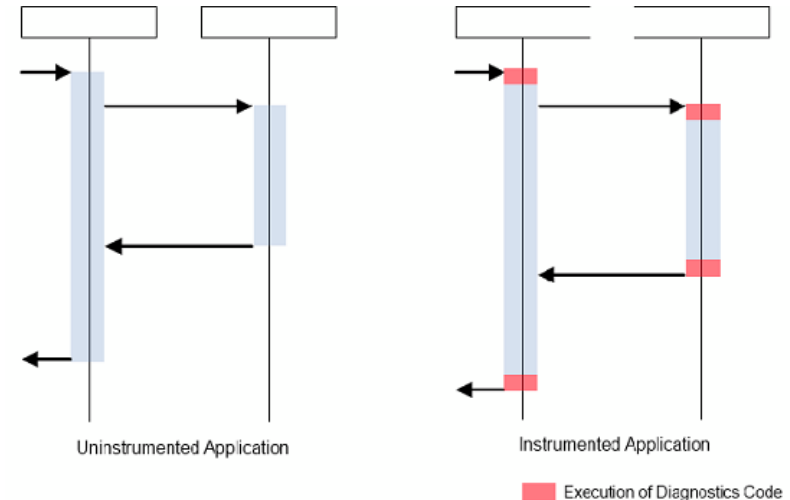 Uninstrumented Application
Instrumented Application
Execution of Diagnostics Code